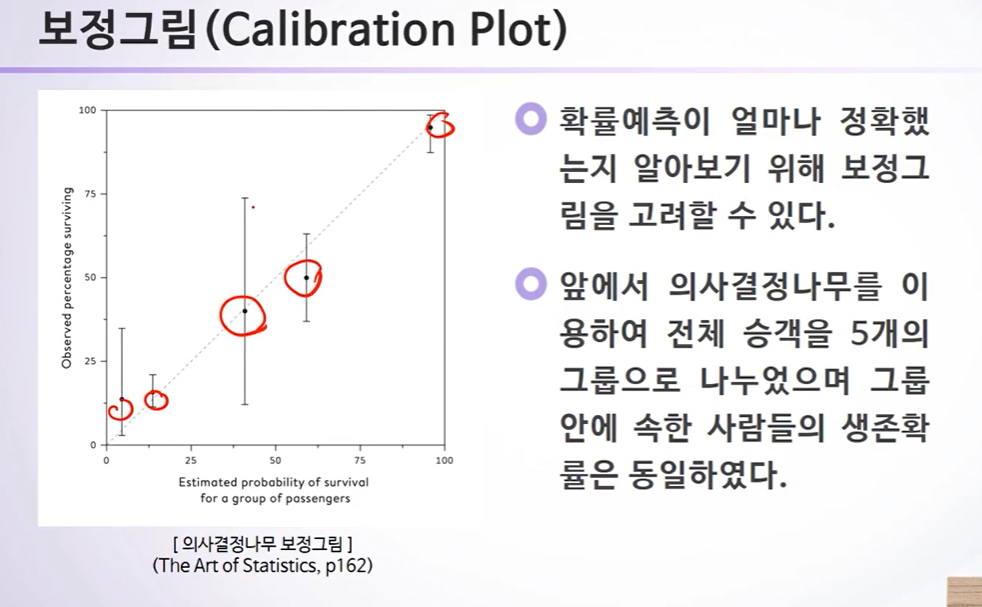 보정그림(Calibration Plot)
100
75
50
25
0
Observed percentage surviving
0 25 50 75 100
Estimated probability of survival
for a group of passengers
[ 의사결정나무 보정그림 ]
(The Art of Statistics, p162)
확률예측이 얼마나 정확했
는지 알아보기 위해 보정그
림을 고려할 수 있다.
앞에서 의사결정나무를 이
용하여 전체 승객을 5개의
그룹으로 나누었으며 그룹
안에 속한 사람들의 생존확
률은 동일하였다.